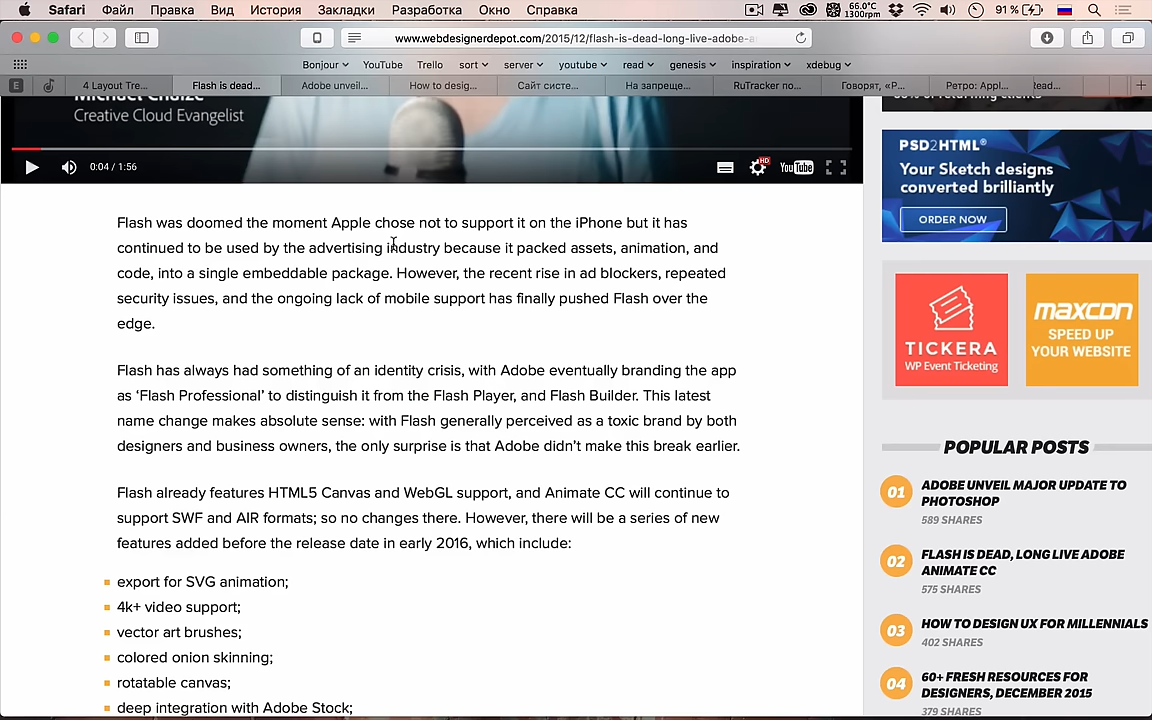 Safari Файл Правка Вид История Закладки Разработка Окно Справка 66.0°C 1300rpm 91 %
www.webdesignerdepot.com/2015/12/flash-is-dead-long-live-adobe-a
Bonjour YouTube Trello sort server youtube read genesis inspiration xdebug
E 4 Layout Tre... Flash is dead... Adobe unveil... How to desig... Сайт систе... На запреще... RuTracker по... Говорят, «Р... Ретро: Appl... Read...
Michael Chaize
Creative Cloud Evangelist
0:04 / 1:56 HD YouTube
Flash was doomed the moment Apple chose not to support it on the iPhone but it has
continued to be used by the advertising industry because it packed assets, animation, and
code, into a single embeddable package. However, the recent rise in ad blockers, repeated
security issues, and the ongoing lack of mobile support has finally pushed Flash over the
edge.
Flash has always had something of an identity crisis, with Adobe eventually branding the app
as ‘Flash Professional’ to distinguish it from the Flash Player, and Flash Builder. This latest
name change makes absolute sense: with Flash generally perceived as a toxic brand by both
designers and business owners, the only surprise is that Adobe didn’t make this break earlier.
Flash already features HTML5 Canvas and WebGL support, and Animate CC will continue to
support SWF and AIR formats; so no changes there. However, there will be a series of new
features added before the release date in early 2016, which include:
export for SVG animation;
4k+ video support;
vector art brushes;
colored onion skinning;
rotatable canvas;
deep integration with Adobe Stock;
PSD2HTML®
Your Sketch designs
converted brilliantly
ORDER NOW
TICKERA
WP Event Ticketing
maxcdn
SPEED UP
YOUR WEBSITE
POPULAR POSTS
01 ADOBE UNVEIL MAJOR UPDATE TO
PHOTOSHOP
589 SHARES
02 FLASH IS DEAD, LONG LIVE ADOBE
ANIMATE CC
575 SHARES
03 HOW TO DESIGN UX FOR MILLENNIALS
402 SHARES
04 60+ FRESH RESOURCES FOR
DESIGNERS, DECEMBER 2015
379 SHARES